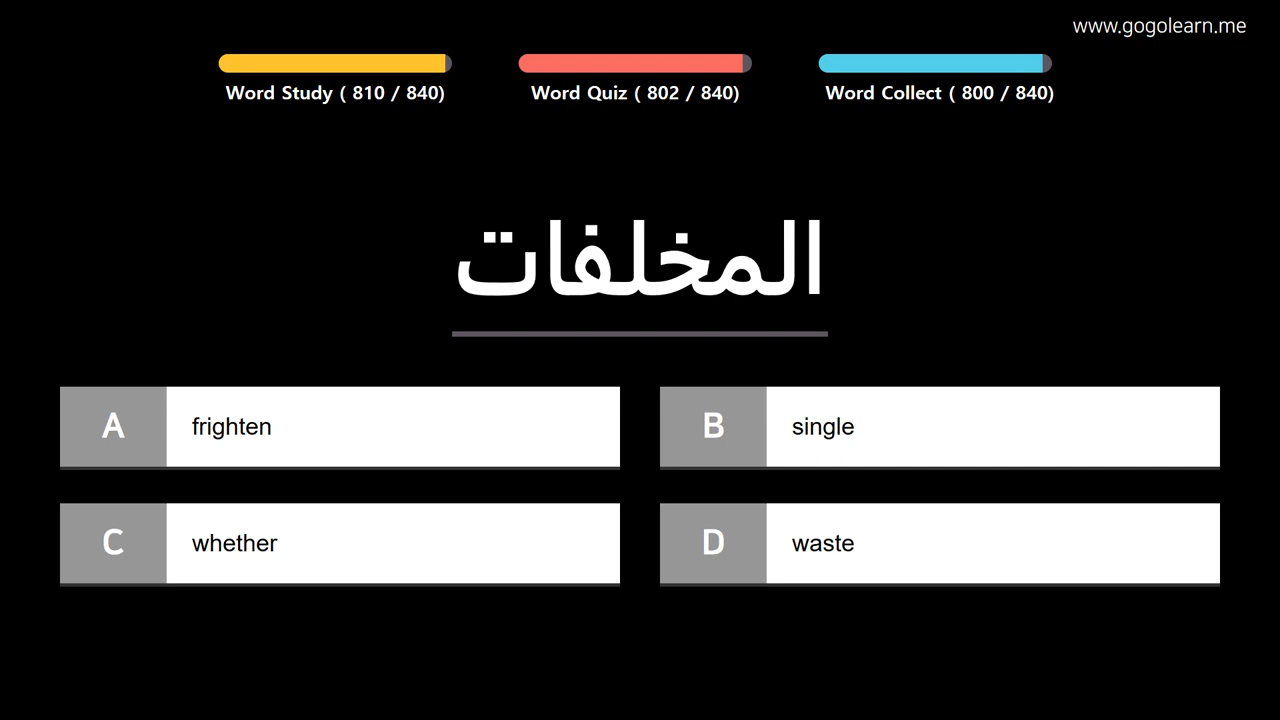 www.gogolearn.me
Word Study ( 810 / 840)
Word Quiz ( 802 / 840)
Word Collect ( 800 / 840)
المخلفات
A frighten
B single
C whether
D waste